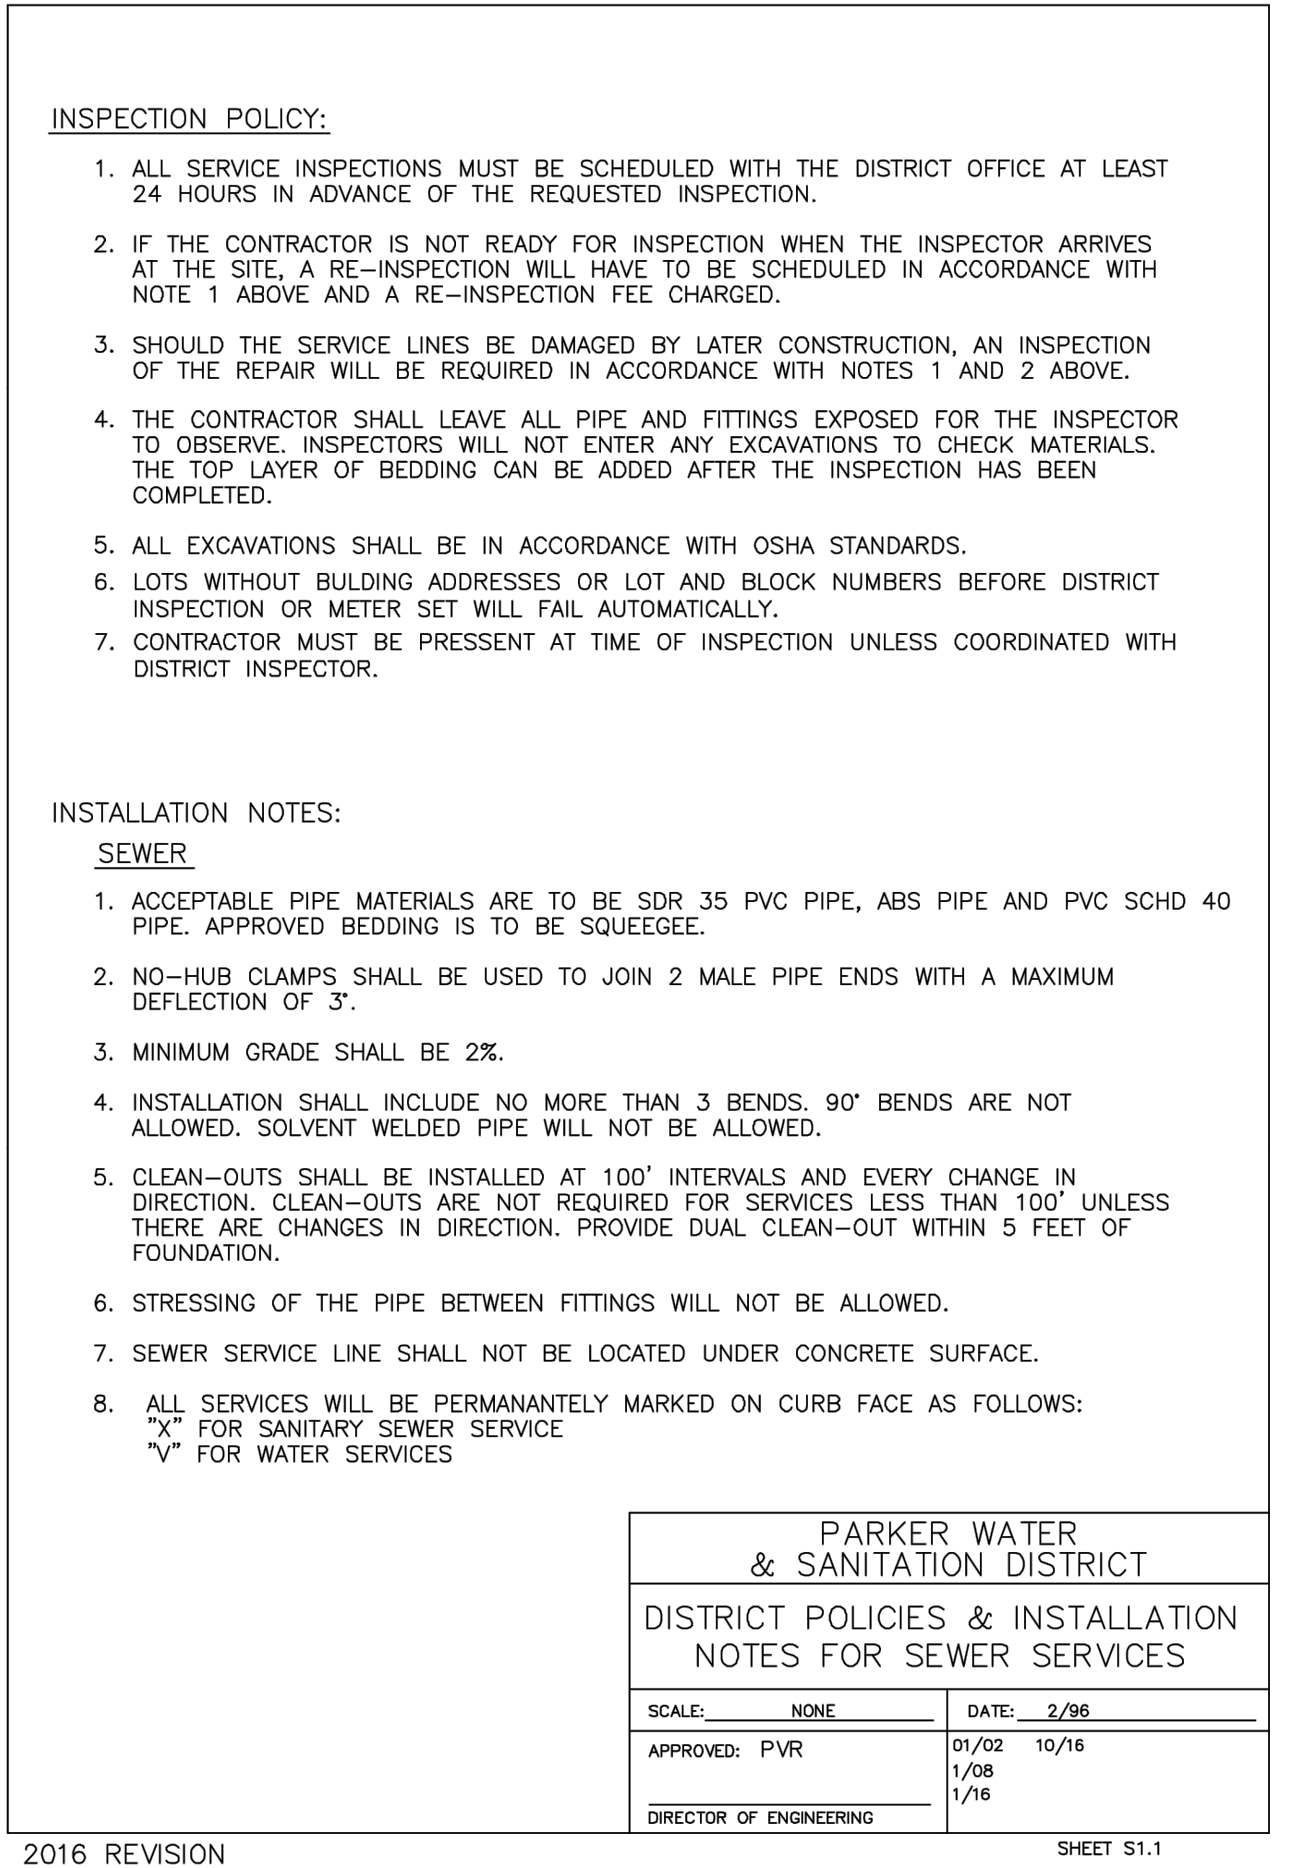 INSPECTION POLICY:
1. ALL SERVICE INSPECTIONS MUST BE SCHEDULED WITH THE DISTRICT OFFICE AT LEAST
24 HOURS IN ADVANCE OF THE REQUESTED INSPECTION.
2. IF THE CONTRACTOR IS NOT READY FOR INSPECTION WHEN THE INSPECTOR ARRIVES
AT THE SITE, A RE-INSPECTION WILL HAVE TO BE SCHEDULED IN ACCORDANCE WITH
NOTE 1 ABOVE AND A RE-INSPECTION FEE CHARGED.
3. SHOULD THE SERVICE LINES BE DAMAGED BY LATER CONSTRUCTION, AN INSPECTION
OF THE REPAIR WILL BE REQUIRED IN ACCORDANCE WITH NOTES 1 AND 2 ABOVE.
4. THE CONTRACTOR SHALL LEAVE ALL PIPE AND FITTINGS EXPOSED FOR THE INSPECTOR
TO OBSERVE. INSPECTORS WILL NOT ENTER ANY EXCAVATIONS TO CHECK MATERIALS.
THE TOP LAYER OF BEDDING CAN BE ADDED AFTER THE INSPECTION HAS BEEN
COMPLETED.
5. ALL EXCAVATIONS SHALL BE IN ACCORDANCE WITH OSHA STANDARDS.
6. LOTS WITHOUT BULDING ADDRESSES OR LOT AND BLOCK NUMBERS BEFORE DISTRICT
INSPECTION OR METER SET WILL FAIL AUTOMATICALLY.
7. CONTRACTOR MUST BE PRESSENT AT TIME OF INSPECTION UNLESS COORDINATED WITH
DISTRICT INSPECTOR.
INSTALLATION NOTES:
SEWER
1. ACCEPTABLE PIPE MATERIALS ARE TO BE SDR 35 PVC PIPE, ABS PIPE AND PVC SCHD 40
PIPE. APPROVED BEDDING IS TO BE SQUEEGEE.
2. NO-HUB CLAMPS SHALL BE USED TO JOIN 2 MALE PIPE ENDS WITH A MAXIMUM
DEFLECTION OF 3°.
3. MINIMUM GRADE SHALL BE 2%.
4. INSTALLATION SHALL INCLUDE NO MORE THAN 3 BENDS. 90° BENDS ARE NOT
ALLOWED. SOLVENT WELDED PIPE WILL NOT BE ALLOWED.
5. CLEAN-OUTS SHALL BE INSTALLED AT 100' INTERVALS AND EVERY CHANGE IN
DIRECTION. CLEAN-OUTS ARE NOT REQUIRED FOR SERVICES LESS THAN 100' UNLESS
THERE ARE CHANGES IN DIRECTION. PROVIDE DUAL CLEAN-OUT WITHIN 5 FEET OF
FOUNDATION.
6. STRESSING OF THE PIPE BETWEEN FITTINGS WILL NOT BE ALLOWED.
7. SEWER SERVICE LINE SHALL NOT BE LOCATED UNDER CONCRETE SURFACE.
8. ALL SERVICES WILL BE PERMANANTELY MARKED ON CURB FACE AS FOLLOWS:
"X" FOR SANITARY SEWER SERVICE
"V" FOR WATER SERVICES
PARKER WATER
& SANITATION DISTRICT
DISTRICT POLICIES & INSTALLATION
NOTES FOR SEWER SERVICES
SCALE: NONE
DATE: 2/96
APPROVED: PVR
DIRECTOR OF ENGINEERING
01/02 10/16
1/08
1/16
2016 REVISION
SHEET S1.1